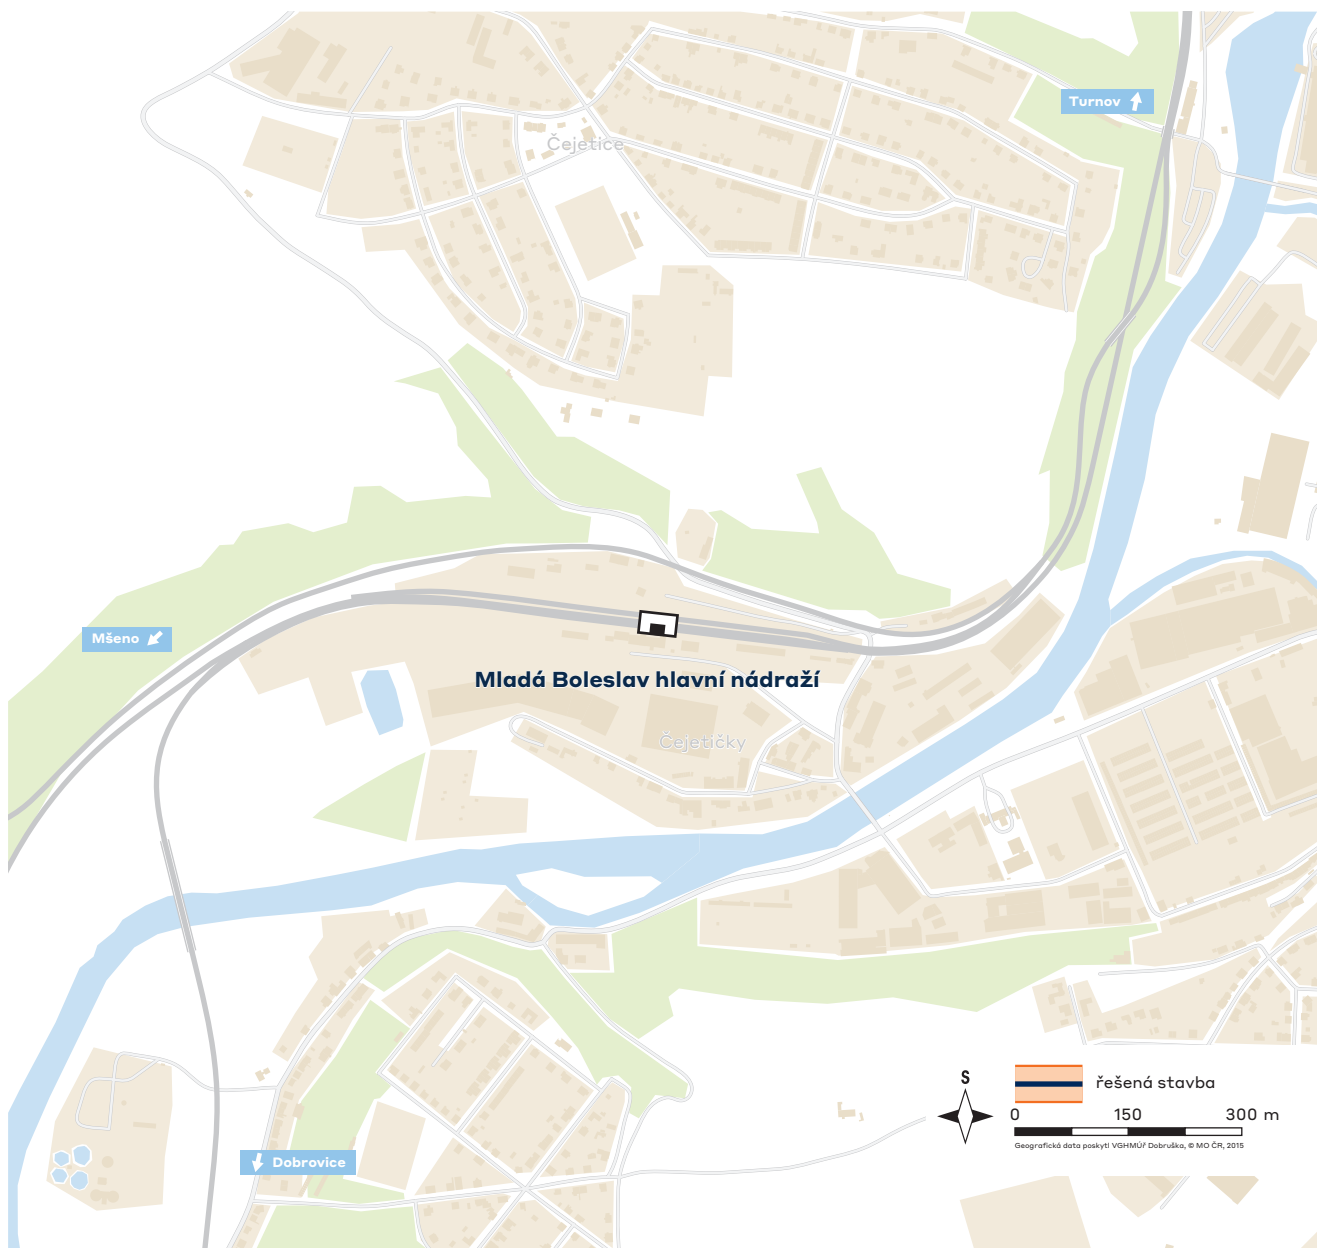 Turnov
Čejetice
Mšeno
Mladá Boleslav hlavní nádraží
Čejetičky
S
řešená stavba
0 150 300 m
Geografická data poskytl VGHMÚř Dobruška, © MO ČR, 2015
Dobrovice